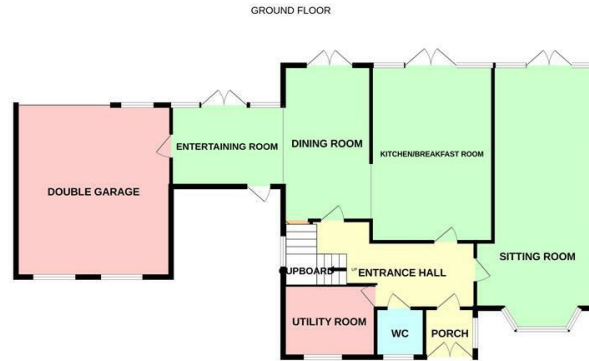 GROUND FLOOR
ENTERTAINING ROOM
DINING ROOM
KITCHEN/BREAKFAST ROOM
DOUBLE GARAGE
SITTING ROOM
CUPBOARD
ENTRANCE HALL
UTILITY ROOM
WC
PORCH